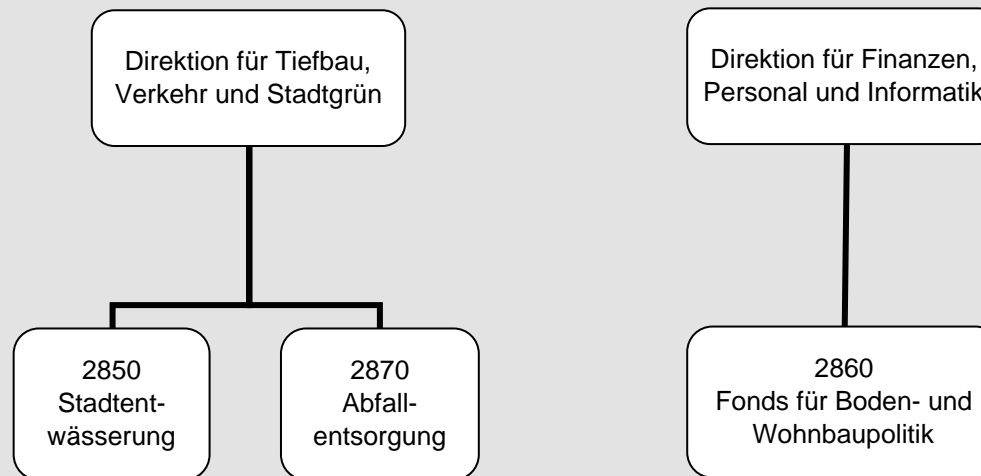 Direktion für Tiefbau,
Verkehr und Stadtgrün
Direktion für Finanzen,
Personal und Informatik
2850
Stadtent-
wässerung
2870
Abfall-
entsorgung
2860
Fonds für Boden- und
Wohnbaupolitik